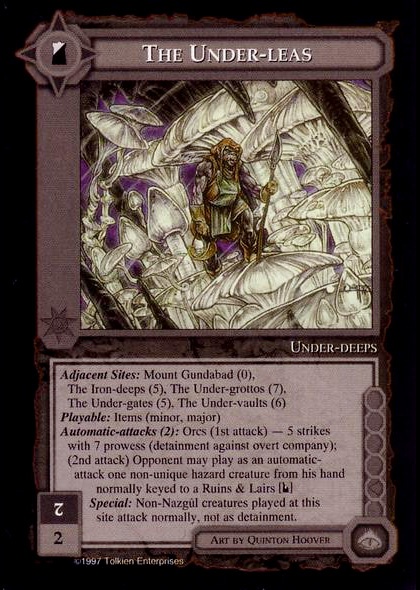 THE UNDER-LEAS
UNDER-DEEPS
Adjacent Sites: Mount Gundabad (0),
The Iron-deeps (5), The Under-grottos (7),
The Under-gates (5), The Under-vaults (6)
Playable: Items (minor, major)
Automatic-attacks (2): Orcs (1st attack) — 5 strikes
with 7 prowess (detainment against overt company);
(2nd attack) Opponent may play as an automatic-
attack one non-unique hazard creature from his hand
normally keyed to a Ruins & Lairs [
]
Special: Non-Nazgûl creatures played at this
site attack normally, not as detainment.
2
2
ART BY QUINTON HOOVER
©1997 Tolkien Enterprises